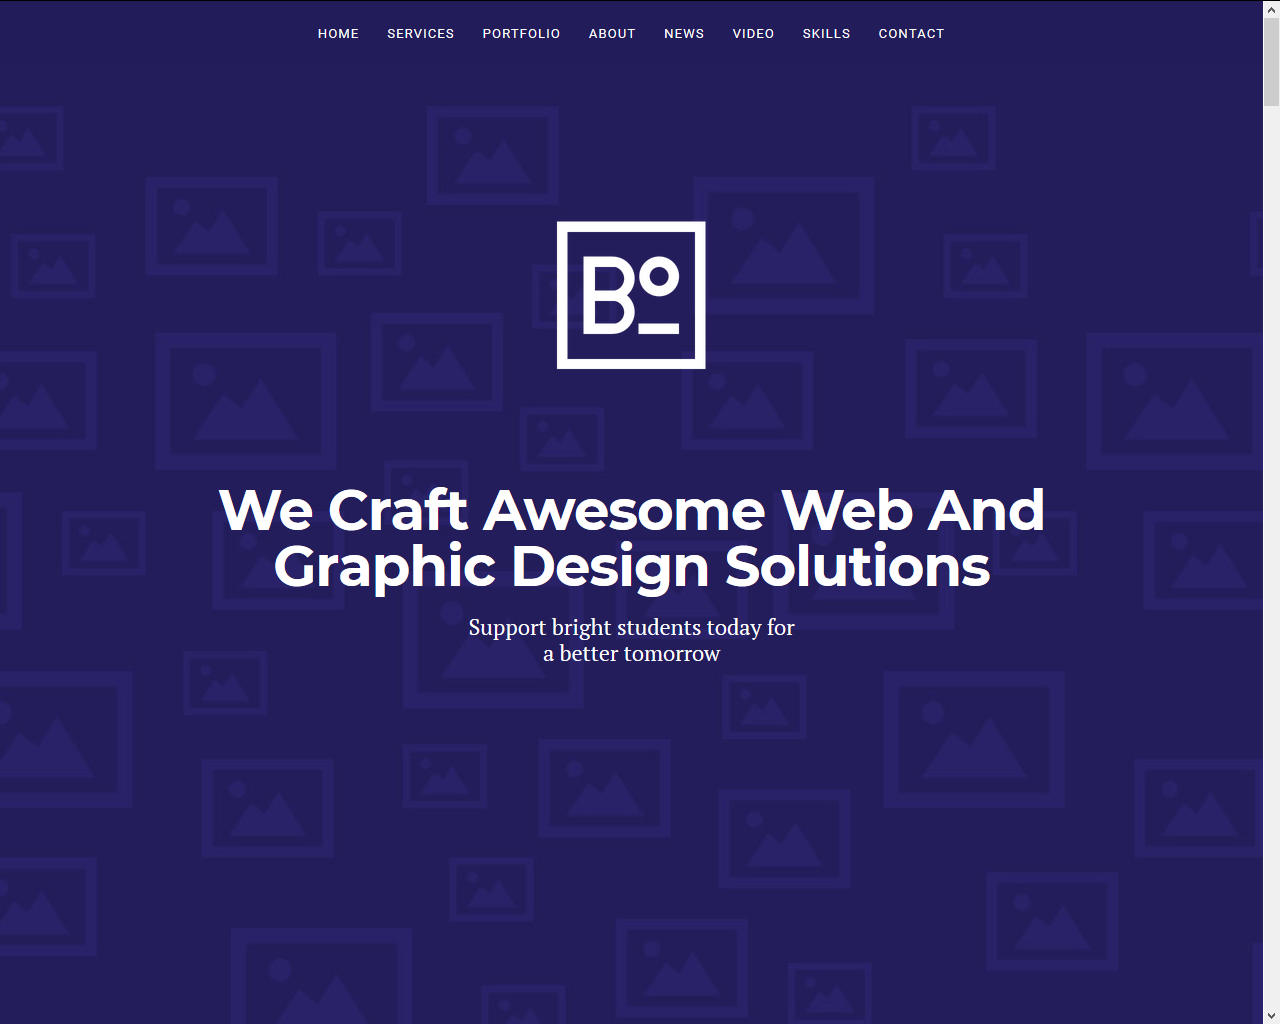 HOME SERVICES PORTFOLIO ABOUT NEWS VIDEO SKILLS CONTACT
Bo
We Craft Awesome Web And
Graphic Design Solutions
Support bright students today for
a better tomorrow